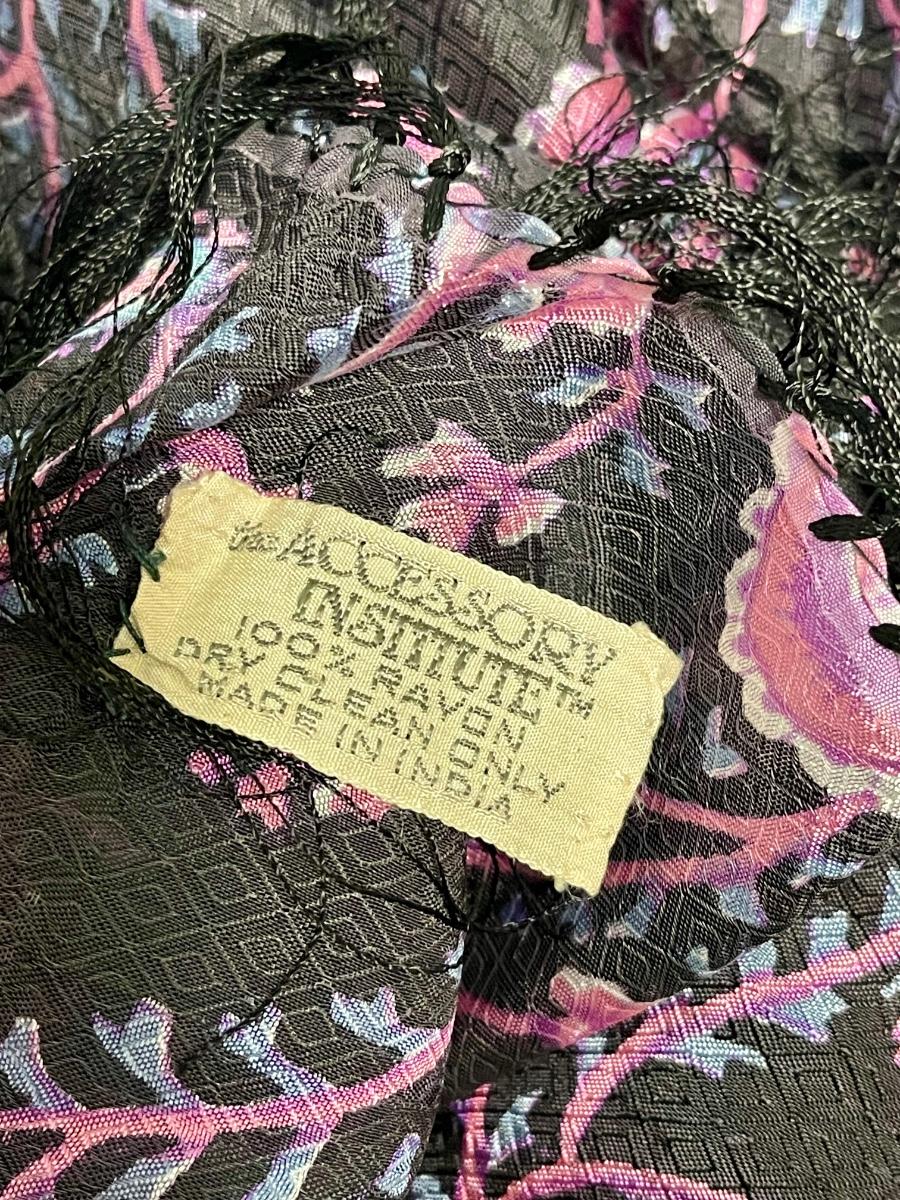 the ACCESSORY
INSTITUTE™
100% RAYON
DRY CLEAN ONLY
MADE IN INDIA